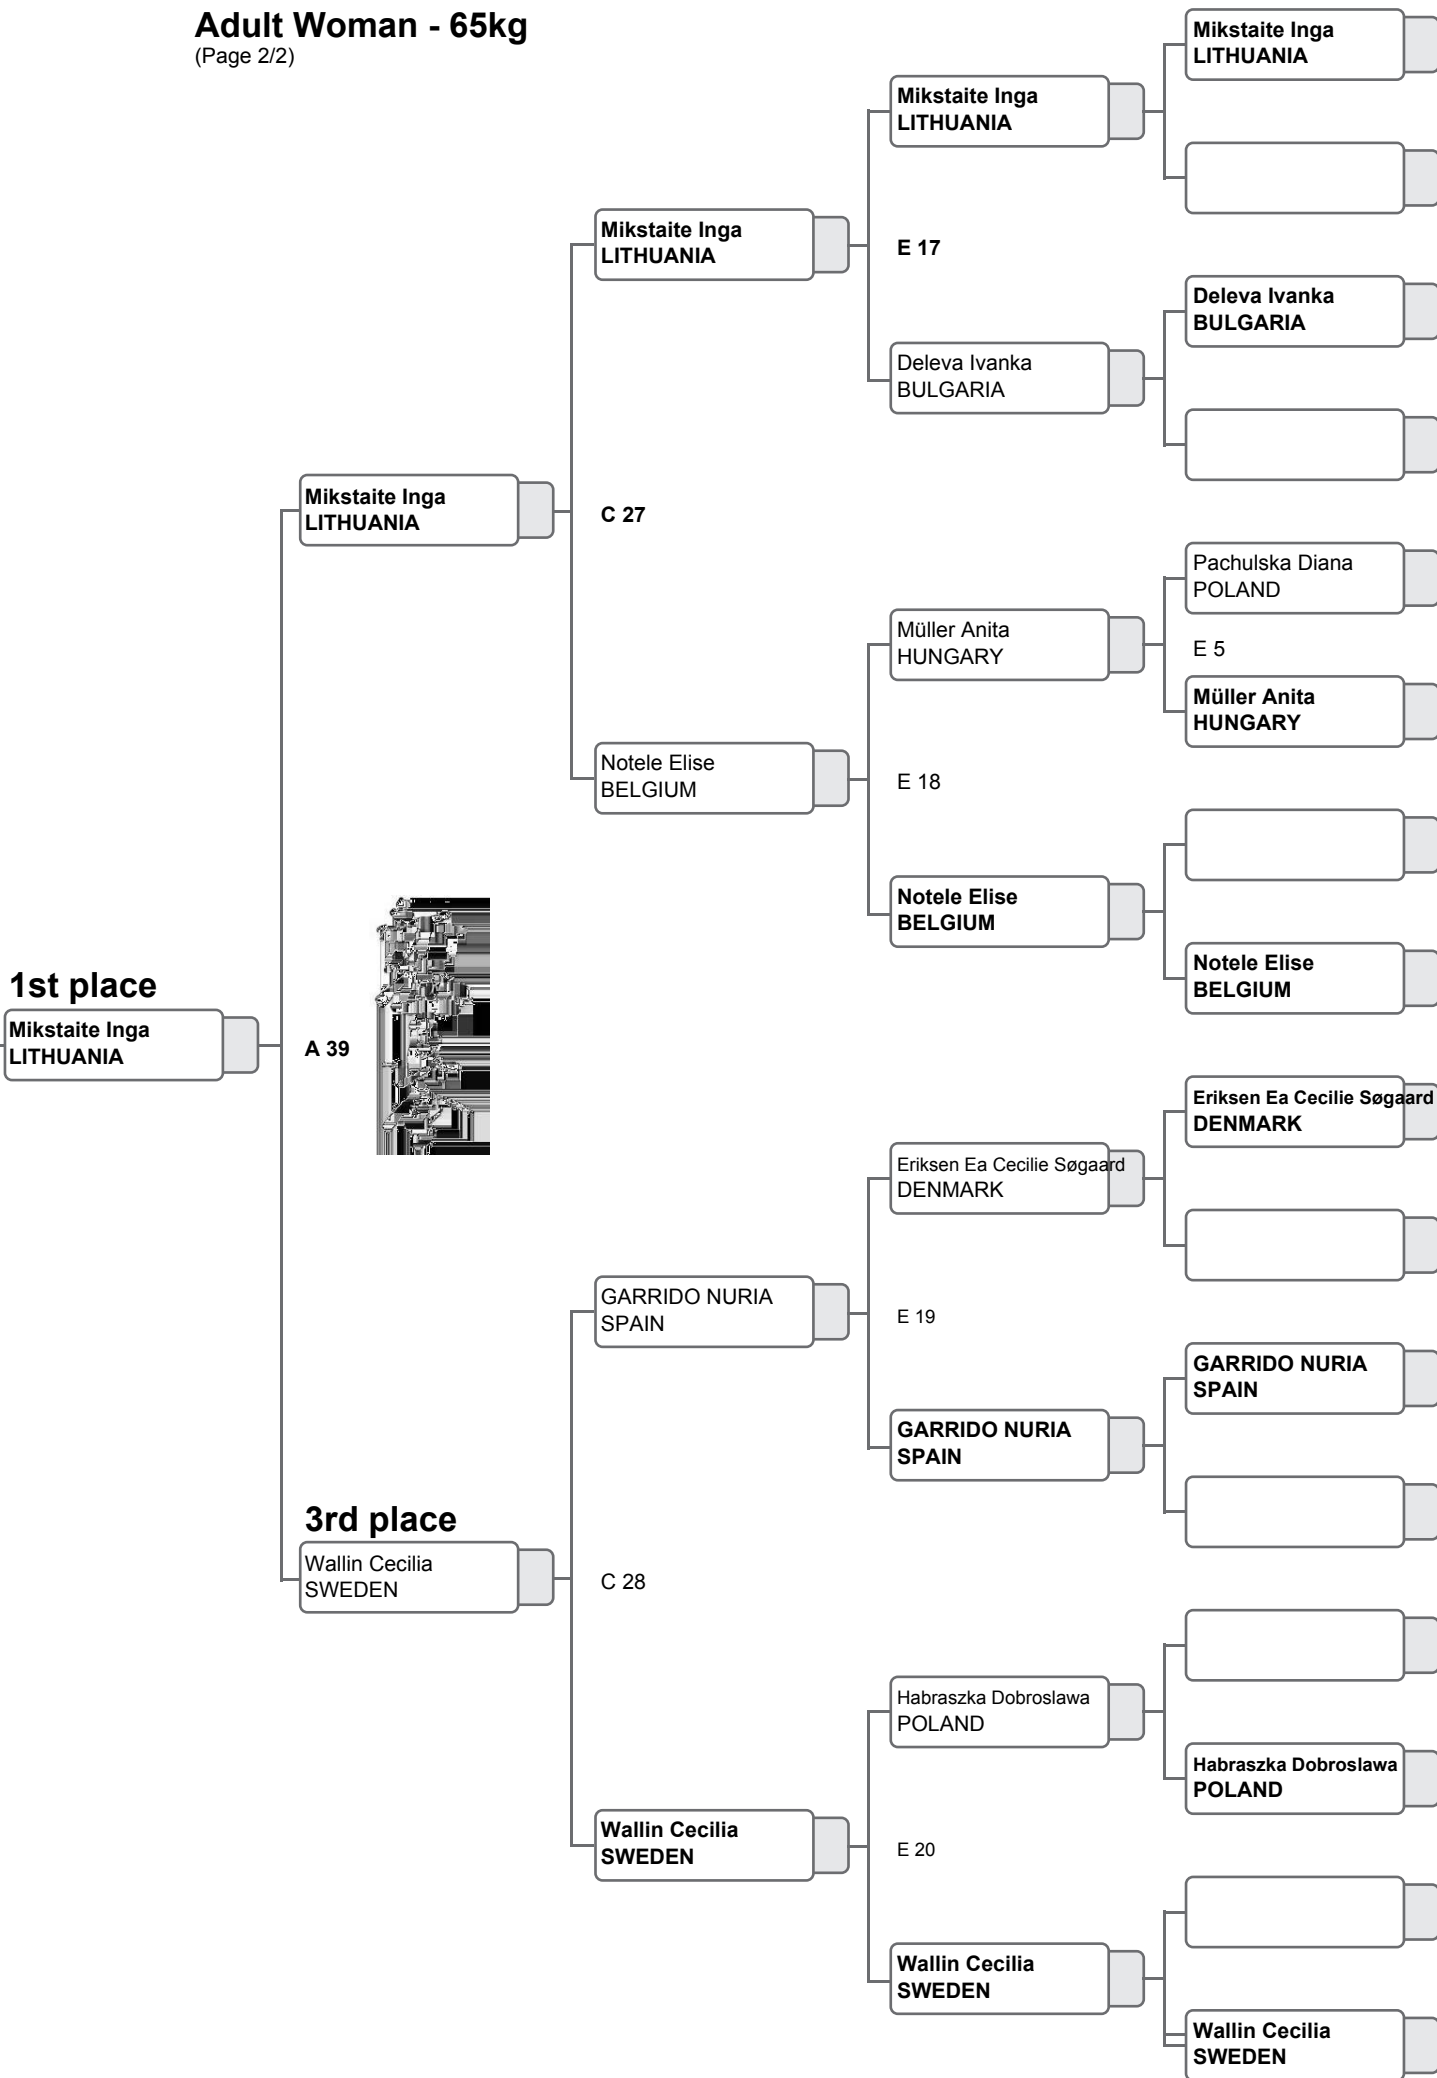 Adult Woman - 65kg
(Page 2/2)
Mikstaite Inga
LITHUANIA
Mikstaite Inga
LITHUANIA
Mikstaite Inga
LITHUANIA
E 17
Deleva Ivanka
BULGARIA
Deleva Ivanka
BULGARIA
Mikstaite Inga
LITHUANIA
C 27
Pachulska Diana
POLAND
Müller Anita
HUNGARY
E 5
Müller Anita
HUNGARY
Notele Elise
BELGIUM
E 18
Notele Elise
BELGIUM
Notele Elise
BELGIUM
1st place
Mikstaite Inga
LITHUANIA
A 39
Eriksen Ea Cecilie Søgaard
DENMARK
Eriksen Ea Cecilie Søgaard
DENMARK
GARRIDO NURIA
SPAIN
E 19
GARRIDO NURIA
SPAIN
GARRIDO NURIA
SPAIN
3rd place
Wallin Cecilia
SWEDEN
C 28
Habraszka Dobroslawa
POLAND
Habraszka Dobroslawa
POLAND
Wallin Cecilia
SWEDEN
E 20
Wallin Cecilia
SWEDEN
Wallin Cecilia
SWEDEN